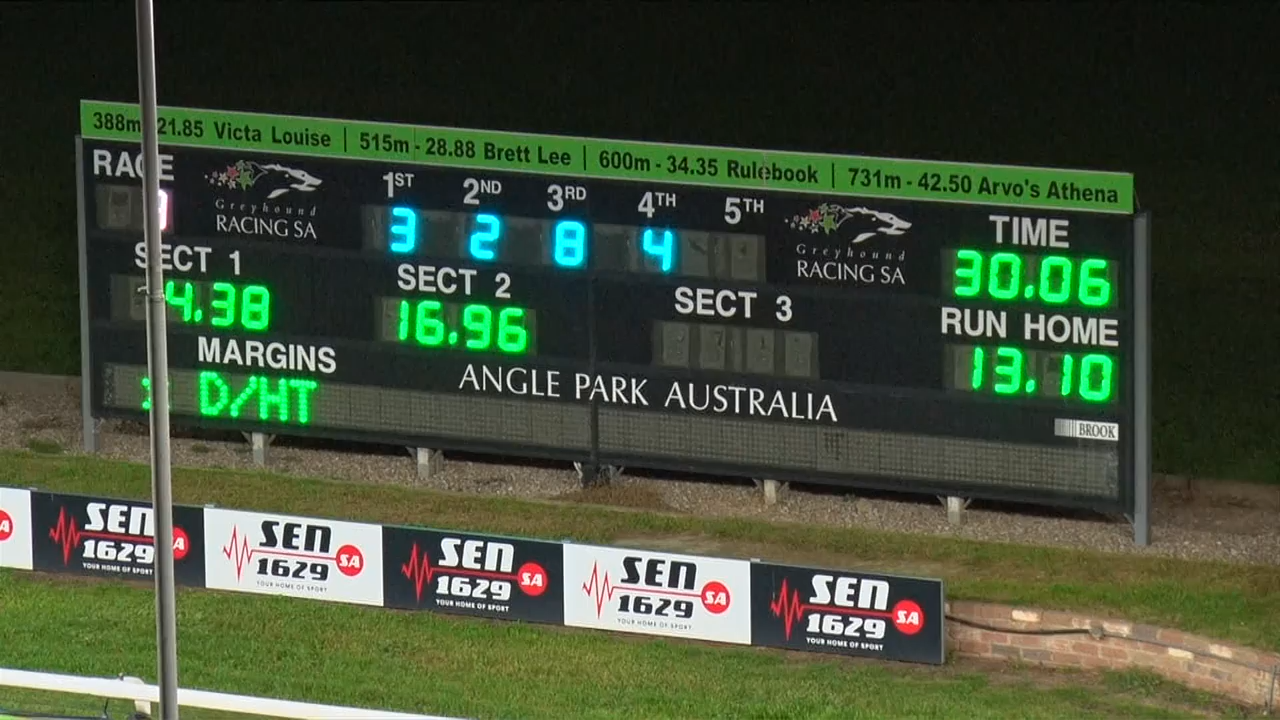 388m 21.85 Victa Louise | 515m - 28.88 Brett Lee | 600m - 34.35 Rulebook | 731m - 42.50 Arvo's Athena
RACE
Greyhound
RACING SA
1ST 2ND 3RD 4TH 5TH
3 2 8 4
Greyhound
RACING SA
TIME
30.06
SECT 1
4.38
SECT 2
16.96
SECT 3
RUN HOME
13.10
MARGINS
D/HT
ANGLE PARK AUSTRALIA
BROOK
SEN
1629
SA
SEN
1629
SA
YOUR HOME OF SPORT
SEN
1629
SA
YOUR HOME OF SPORT
SEN
1629
SA
YOUR HOME OF SPORT
SEN
1629
SA
YOUR HOME OF SPORT